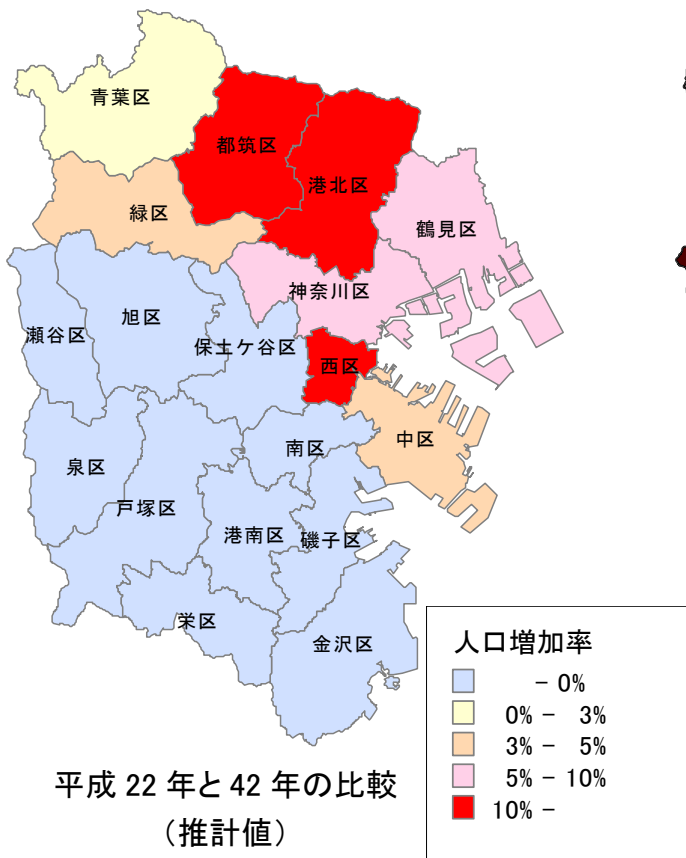 青葉区
都筑区
港北区
緑区
鶴見区
神奈川区
旭区
瀬谷区
保土ケ谷区
西区
中区
南区
泉区
戸塚区
港南区
磯子区
栄区
金沢区
人口増加率
- 0%
0% - 3%
3% - 5%
5% - 10%
10% -
平成 22 年と 42 年の比較
（推計値）